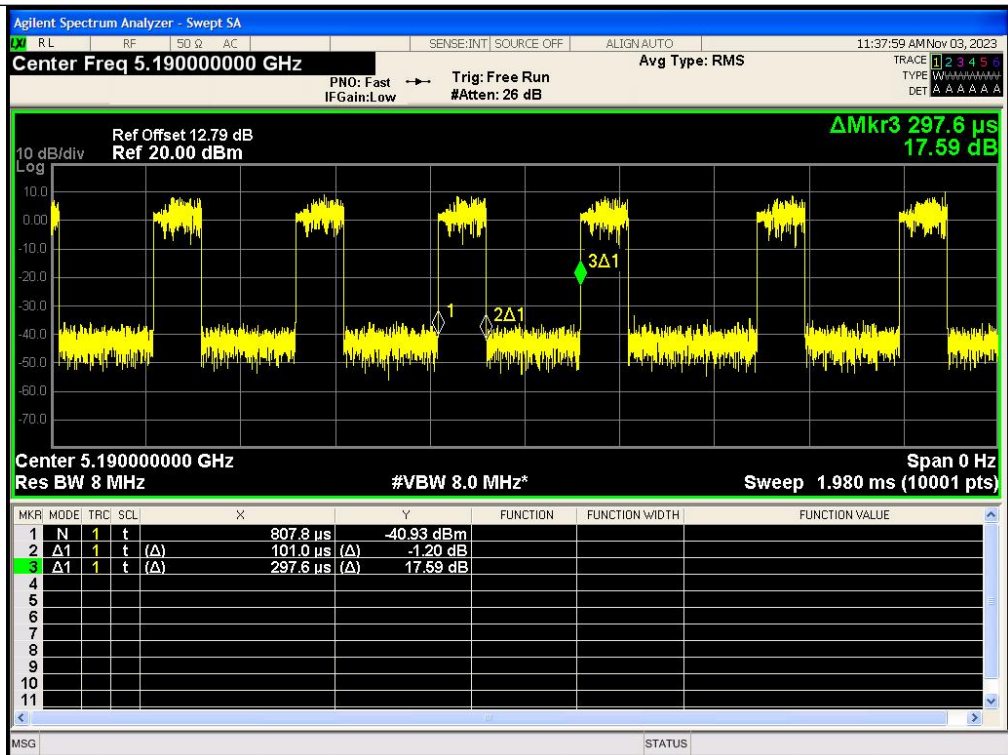 Agilent Spectrum Analyzer - Swept SA
LXI RL RF 50 Ω AC SENSE:INT SOURCE OFF ALIGN AUTO 11:37:59 AM Nov 03, 2023
Center Freq 5.190000000 GHz Avg Type: RMS TRACE 1 2 3 4 5 6
PNO: Fast Trig: Free Run TYPE WWWWWW
IFGain:Low #Atten: 26 dB DET A A A A A A
ΔMkr3 297.6 µs
17.59 dB
Ref Offset 12.79 dB
10 dB/div Ref 20.00 dBm
Log
10.0
0.00
-10.0
-20.0
-30.0
-40.0
-50.0
-60.0
-70.0
1
2Δ1
3Δ1
Center 5.190000000 GHz Span 0 Hz
Res BW 8 MHz #VBW 8.0 MHz* Sweep 1.980 ms (10001 pts)
MKR MODE TRC SCL X Y FUNCTION FUNCTION WIDTH FUNCTION VALUE
1 N 1 t 807.8 µs -40.93 dBm
2 Δ1 1 t (Δ) 101.0 µs (Δ) -1.20 dB
3 Δ1 1 t (Δ) 297.6 µs (Δ) 17.59 dB
4
5
6
7
8
9
10
11
MSG STATUS